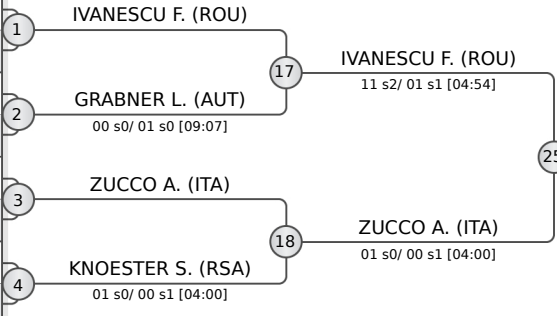 IVANESCU F. (ROU)
1
17
IVANESCU F. (ROU)
11 s2/ 01 s1 [04:54]
GRABNER L. (AUT)
2
00 s0/ 01 s0 [09:07]
25
ZUCCO A. (ITA)
3
18
ZUCCO A. (ITA)
01 s0/ 00 s1 [04:00]
KNOESTER S. (RSA)
4
01 s0/ 00 s1 [04:00]